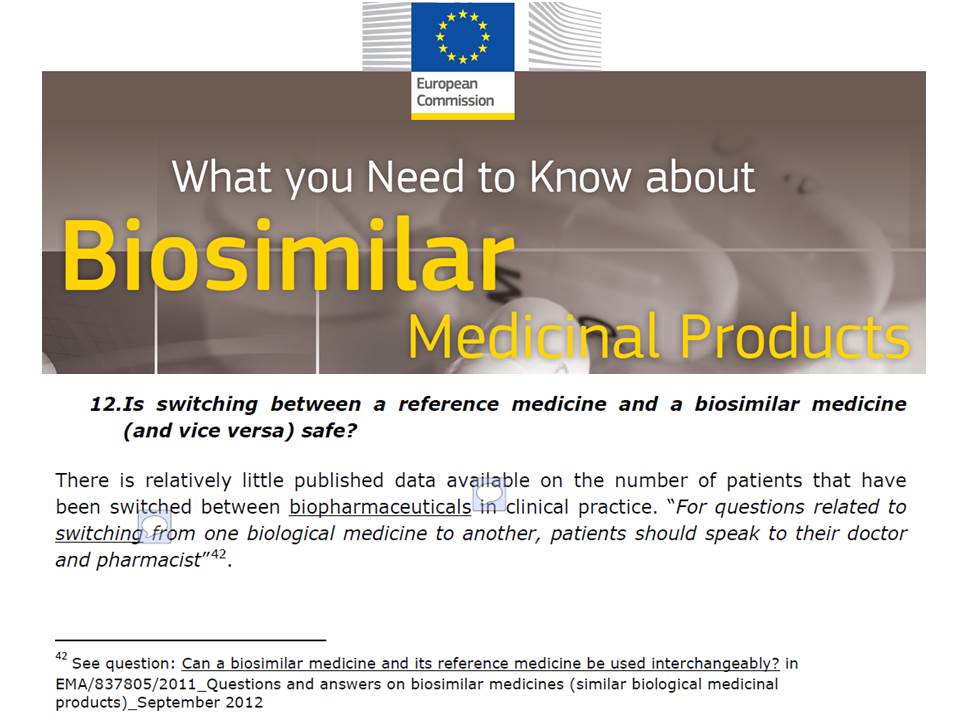 European
Commission
What you Need to Know about
Biosimilar
Medicinal Products
12.Is switching between a reference medicine and a biosimilar medicine
(and vice versa) safe?
There is relatively little published data available on the number of patients that have
been switched between biopharmaceuticals in clinical practice. “For questions related to
switching from one biological medicine to another, patients should speak to their doctor
and pharmacist”42.
42 See question: Can a biosimilar medicine and its reference medicine be used interchangeably? in
EMA/837805/2011_Questions and answers on biosimilar medicines (similar biological medicinal
products)_September 2012